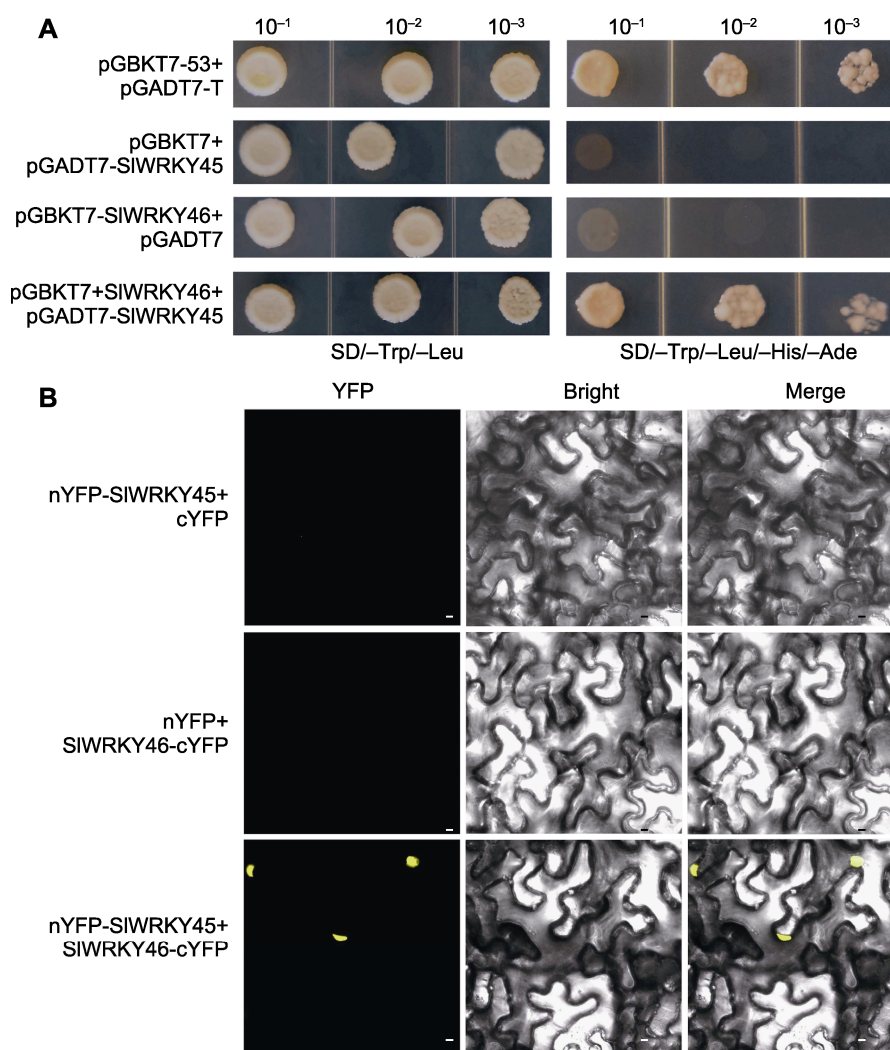 A
10⁻¹ 10⁻² 10⁻³ 10⁻¹ 10⁻² 10⁻³
pGBKT7-53+
pGADT7-T
pGBKT7+
pGADT7-SlWRKY45
pGBKT7-SlWRKY46+
pGADT7
pGBKT7+SlWRKY46+
pGADT7-SlWRKY45
SD/–Trp/–Leu SD/–Trp/–Leu/–His/–Ade
B
YFP Bright Merge
nYFP-SlWRKY45+
cYFP
nYFP+
SlWRKY46-cYFP
nYFP-SlWRKY45+
SlWRKY46-cYFP